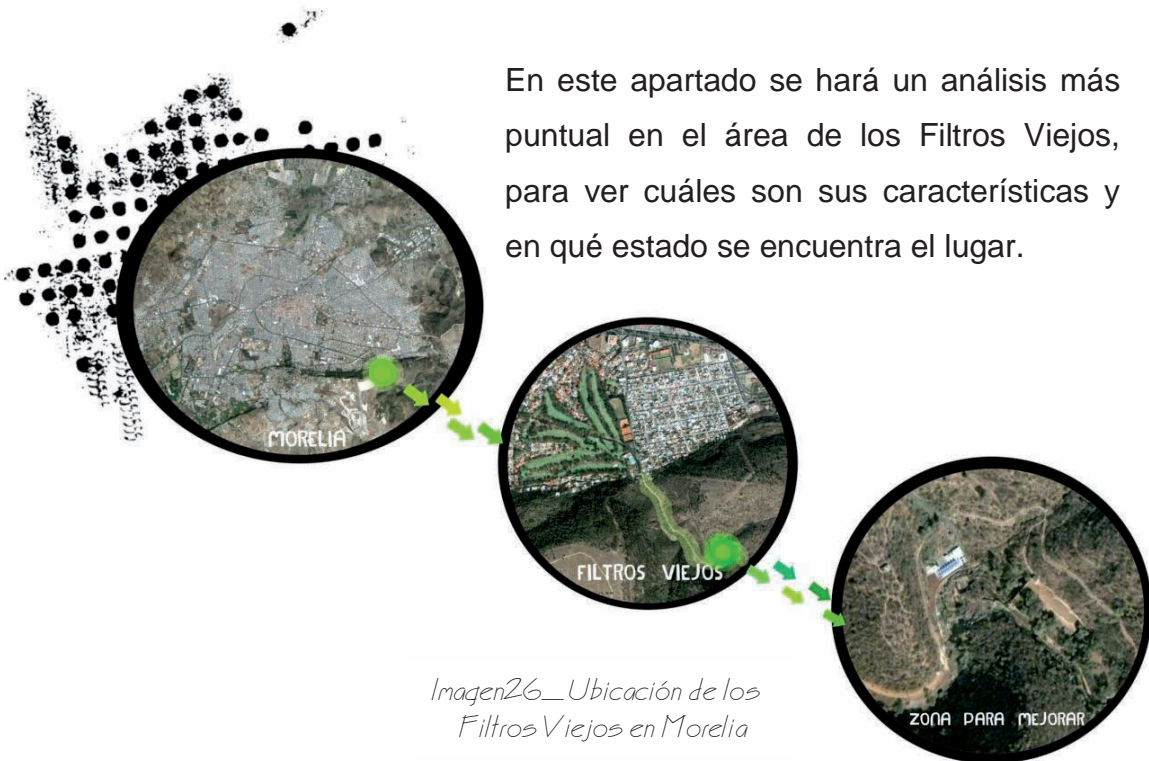 En este apartado se hará un análisis más
puntual en el área de los Filtros Viejos,
para ver cuáles son sus características y
en qué estado se encuentra el lugar.
MORELIA
FILTROS VIEJOS
ZONA PARA MEJORAR
Imagen26_Ubicación de los
Filtros Viejos en Morelia